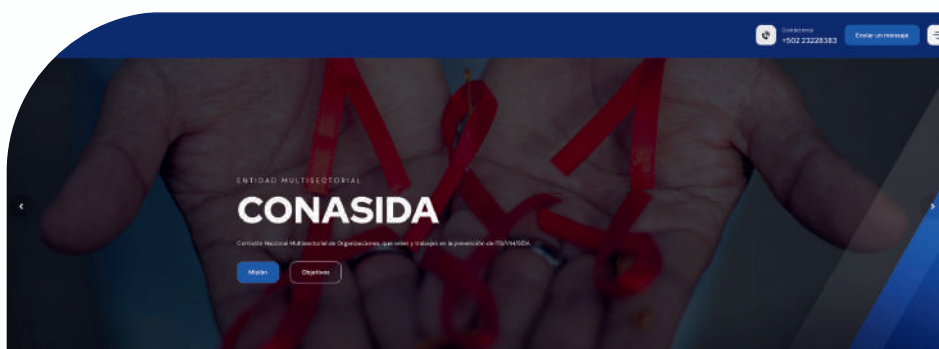 Contáctanos
+502 23228383
Enviar un mensaje
ENTIDAD MULTISECTORIAL
CONASIDA
Comisión Nacional Multisectorial de Organizaciones, que velan y trabajan en la prevención de ITS/VIH/SIDA
Misión
Objetivos